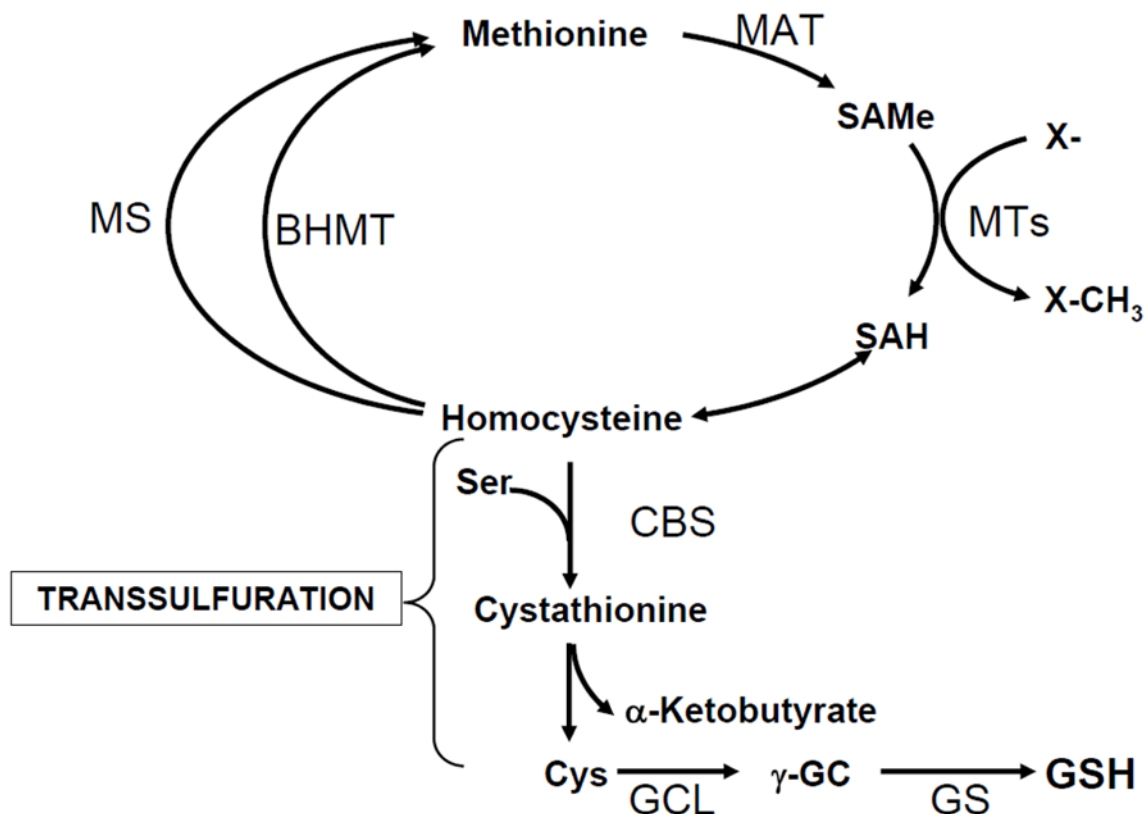 Methionine
MAT
SAMe
X-
MS
BHMT
MTs
X-CH₃
SAH
Homocysteine
Ser
CBS
TRANSSULFURATION
Cystathionine
α-Ketobutyrate
Cys
GCL
γ-GC
GS
GSH